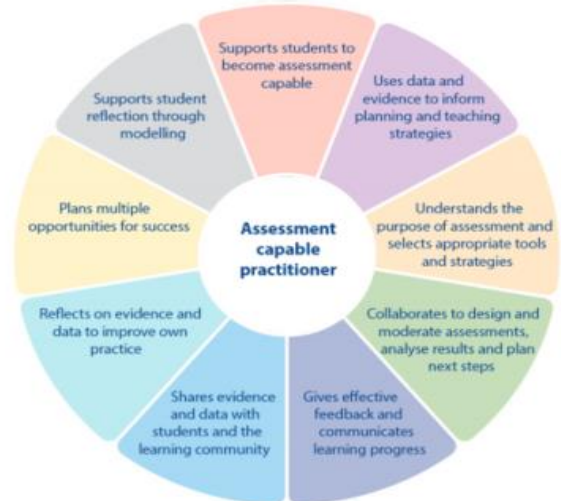 Supports students to
become assessment
capable
Uses data and
evidence to inform
planning and teaching
strategies
Understands the
purpose of assessment and
selects appropriate tools
and strategies
Collaborates to design and
moderate assessments,
analyse results and plan
next steps
Gives effective
feedback and
communicates
learning progress
Shares evidence
and data with
students and the
learning community
Reflects on evidence and
data to improve own
practice
Plans multiple
opportunities for success
Supports student
reflection through
modelling
Assessment
capable
practitioner